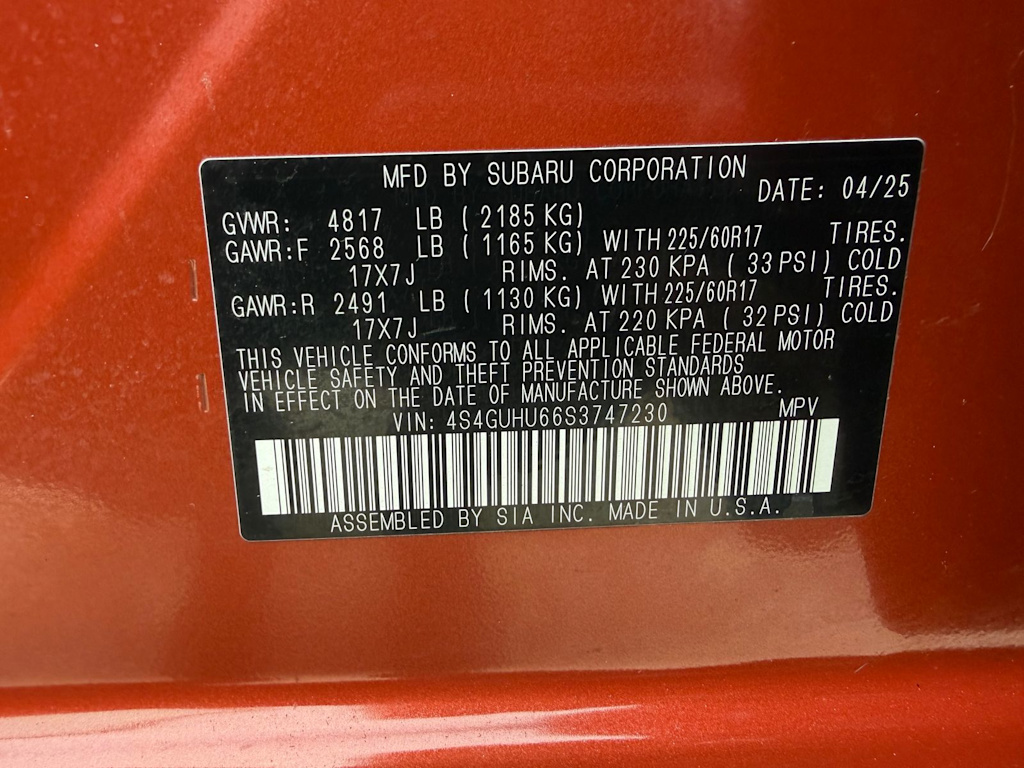 MFD BY SUBARU CORPORATION DATE: 04/25
GVWR: 4817 LB ( 2185 KG)
GAWR:F 2568 LB ( 1165 KG) WITH 225/60R17 TIRES.
17X7J RIMS. AT 230 KPA ( 33 PSI) COLD
GAWR:R 2491 LB ( 1130 KG) WITH 225/60R17 TIRES.
17X7J RIMS. AT 220 KPA ( 32 PSI) COLD
THIS VEHICLE CONFORMS TO ALL APPLICABLE FEDERAL MOTOR
VEHICLE SAFETY AND THEFT PREVENTION STANDARDS
IN EFFECT ON THE DATE OF MANUFACTURE SHOWN ABOVE.
VIN: 4S4GUHU66S3747230 MPV
ASSEMBLED BY SIA INC. MADE IN U.S.A.